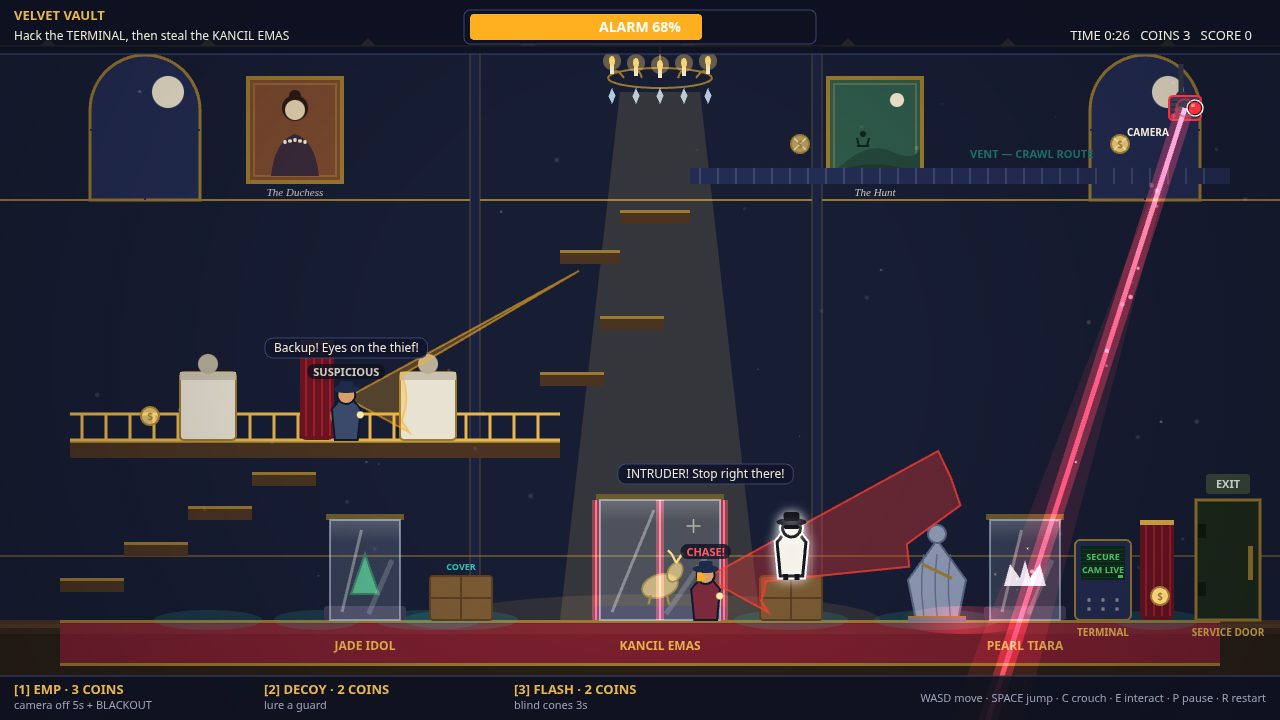 VELVET VAULT
Hack the TERMINAL, then steal the KANCIL EMAS
ALARM 68%
TIME 0:26 COINS 3 SCORE 0
CAMERA
$
VENT — CRAWL ROUTE
The Duchess
The Hunt
Backup! Eyes on the thief!
SUSPICIOUS
$
INTRUDER! Stop right there!
EXIT
CHASE!
COVER
SECURE
CAM LIVE
$
JADE IDOL
KANCIL EMAS
PEARL TIARA
TERMINAL
SERVICE DOOR
[1] EMP · 3 COINS
camera off 5s + BLACKOUT
[2] DECOY · 2 COINS
lure a guard
[3] FLASH · 2 COINS
blind cones 3s
WASD move · SPACE jump · C crouch · E interact · P pause · R restart